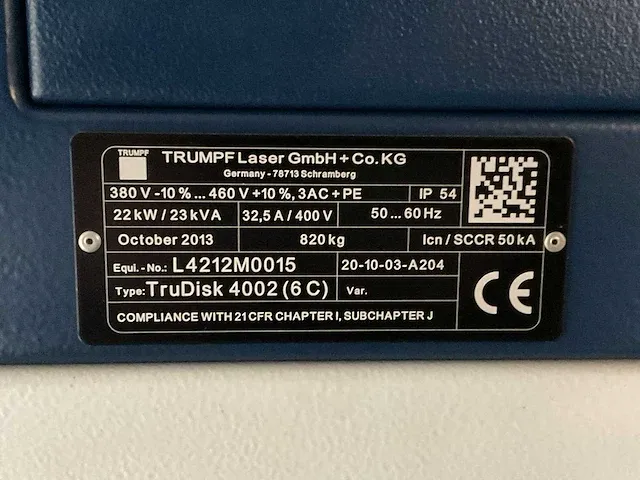 TRUMPF
TRUMPF Laser GmbH + Co. KG
Germany - 78713 Schramberg
380 V -10 % ... 460 V +10 %, 3AC + PE IP 54
22 kW / 23 kVA 32,5 A / 400 V 50 ... 60 Hz
October 2013 820 kg Icn / SCCR 50 kA
Equi.- No.: L4212M0015 20-10-03-A204
Type: TruDisk 4002 (6 C) Var.
CE
COMPLIANCE WITH 21 CFR CHAPTER I, SUBCHAPTER J